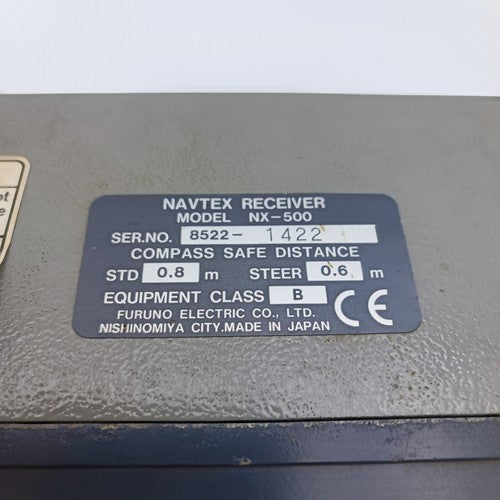 ot
e
NAVTEX RECEIVER
MODEL NX-500
SER.NO. 8522- 1422
COMPASS SAFE DISTANCE
STD 0.8 m STEER 0.6 m
EQUIPMENT CLASS B
CE
FURUNO ELECTRIC CO., LTD.
NISHINOMIYA CITY.MADE IN JAPAN